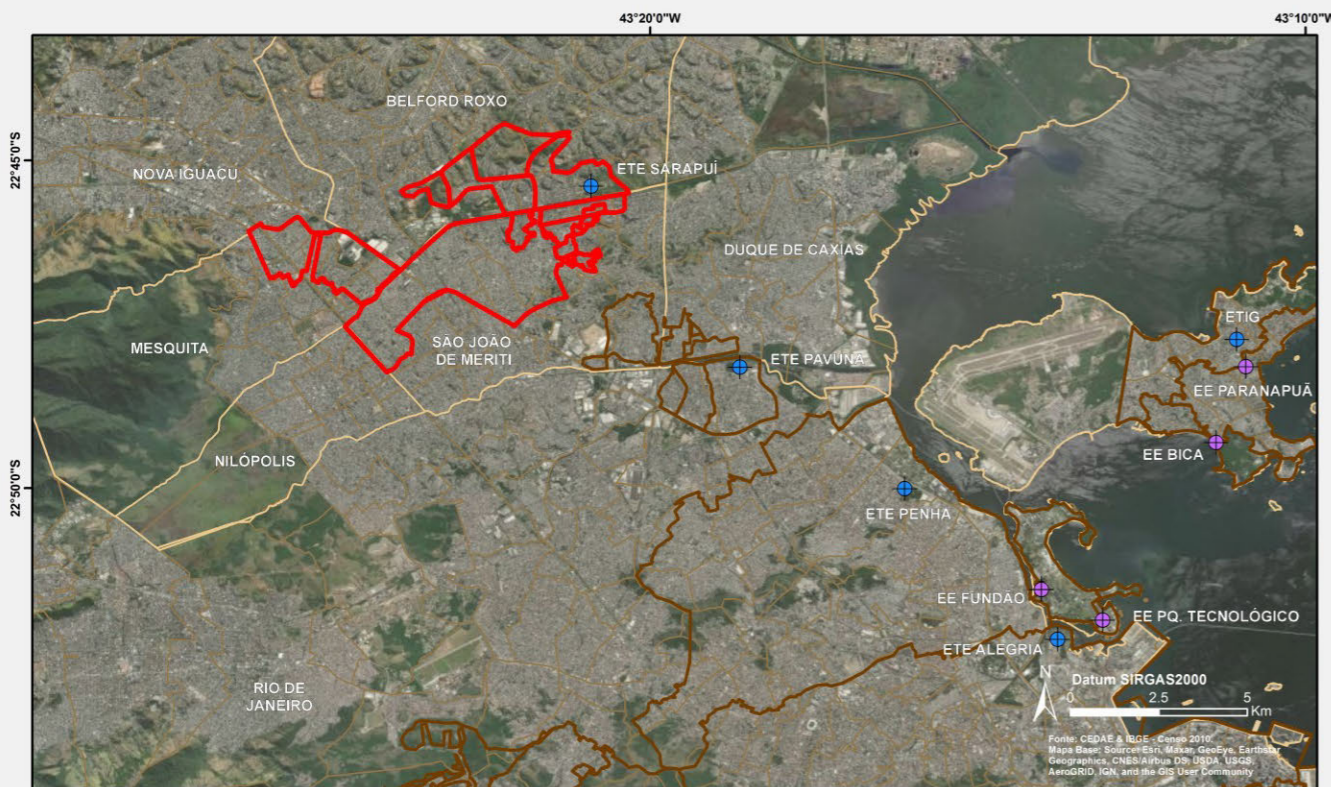 43°20'0"W
43°10'0"W
BELFORD ROXO
22°45'0"S
NOVA IGUAÇU
ETE SARAPUÍ
DUQUE DE CAXIAS
ETIG
MESQUITA
SÃO JOÃO
DE MERITI
ETE PAVUNA
EE PARANAPUÃ
EE BICA
NILÓPOLIS
22°50'0"S
ETE PENHA
EE FUNDÃO
EE PQ. TECNOLÓGICO
ETE ALEGRIA
RIO DE
JANEIRO
N
Datum SIRGAS2000
0 2.5 5
Km
Fonte: CEDAE & IBGE - Censo 2010.
Mapa Base: Source: Esri, Maxar, GeoEye, Earthstar
Geographics, CNES/Airbus DS, USDA, USGS,
AeroGRID, IGN, and the GIS User Community